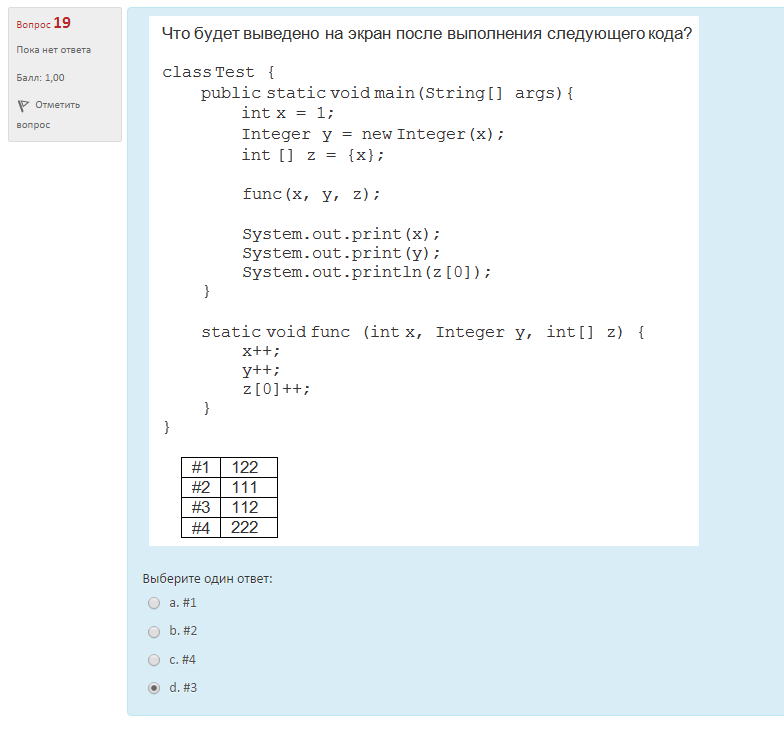 Вопрос 19
Пока нет ответа
Балл: 1,00
Отметить
вопрос
Что будет выведено на экран после выполнения следующего кода?
class Test {
public static void main(String[] args){
int x = 1;
Integer y = new Integer(x);
int [] z = {x};
func(x, y, z);
System.out.print(x);
System.out.print(y);
System.out.println(z[0]);
}
static void func (int x, Integer y, int[] z) {
x++;
y++;
z[0]++;
}
}
#1 122
#2 111
#3 112
#4 222
Выберите один ответ:
a. #1
b. #2
c. #4
d. #3